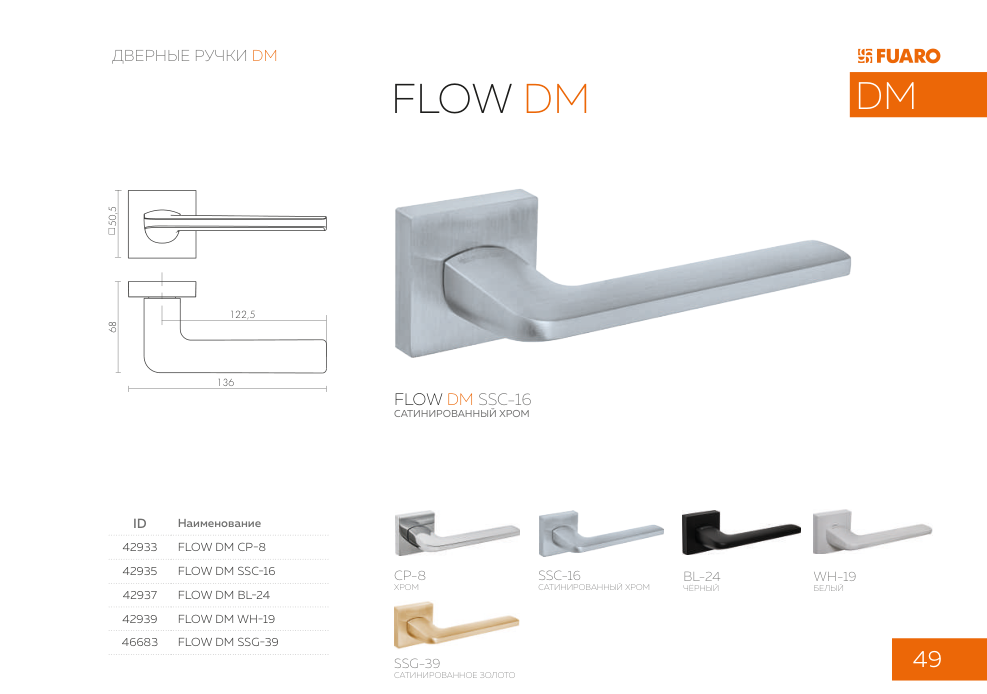 ДВЕРНЫЕ РУЧКИ DM
FUARO
DM
FLOW DM
□50,5
68
122,5
136
FLOW DM SSC-16
САТИНИРОВАННЫЙ ХРОМ
ID Наименование
42933 FLOW DM CP-8
42935 FLOW DM SSC-16
42937 FLOW DM BL-24
42939 FLOW DM WH-19
46683 FLOW DM SSG-39
CP-8
ХРОМ
SSC-16
САТИНИРОВАННЫЙ ХРОМ
BL-24
ЧЕРНЫЙ
WH-19
БЕЛЫЙ
SSG-39
САТИНИРОВАННОЕ ЗОЛОТО
49